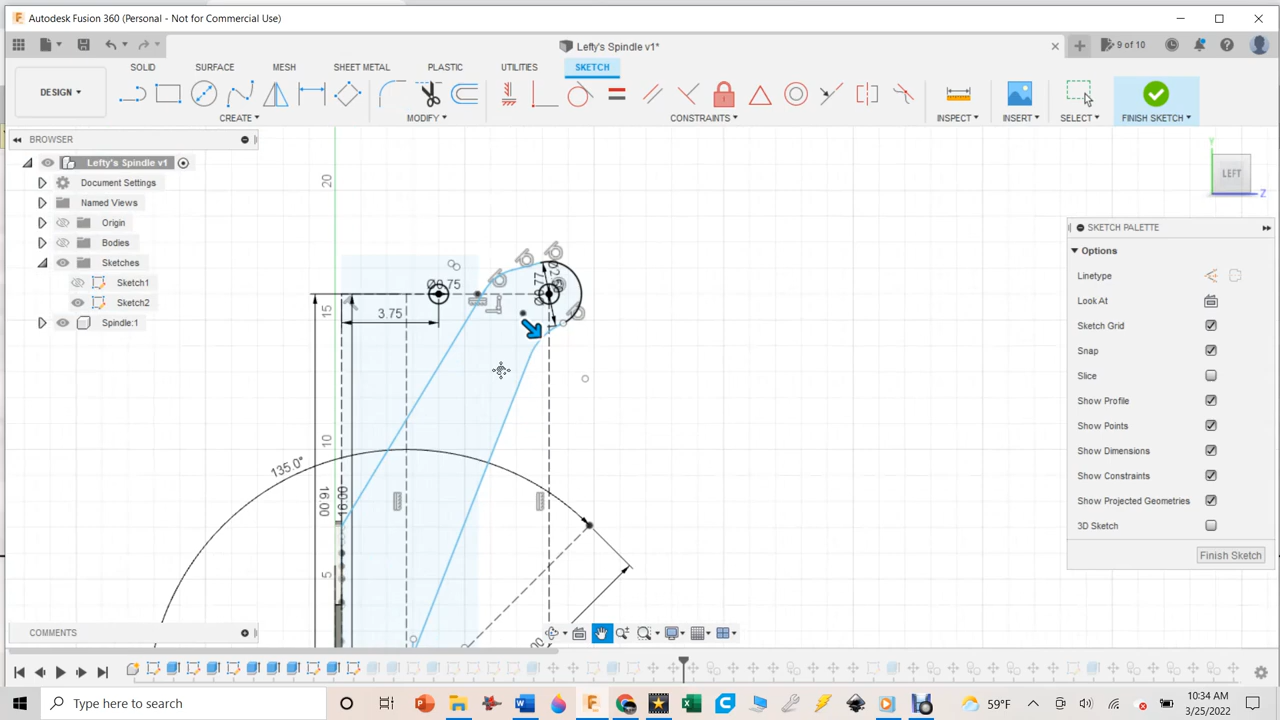 Autodesk Fusion 360 (Personal - Not for Commercial Use)
Lefty's Spindle v1*
9 of 10
SOLID
SURFACE
MESH
SHEET METAL
PLASTIC
UTILITIES
SKETCH
DESIGN
CREATE
MODIFY
CONSTRAINTS
INSPECT
INSERT
SELECT
FINISH SKETCH
BROWSER
Lefty's Spindle v1
Document Settings
Named Views
Origin
Bodies
Sketches
Sketch1
Sketch2
Spindle:1
Y
LEFT
Z
SKETCH PALETTE
Options
Linetype
Look At
Sketch Grid
Snap
Slice
Show Profile
Show Points
Show Dimensions
Show Constraints
Show Projected Geometries
3D Sketch
Finish Sketch
20
15
10
5
Ø0.75
3.75
135.0°
16.00
16.00
COMMENTS
Type here to search
59°F
10:34 AM
3/25/2022